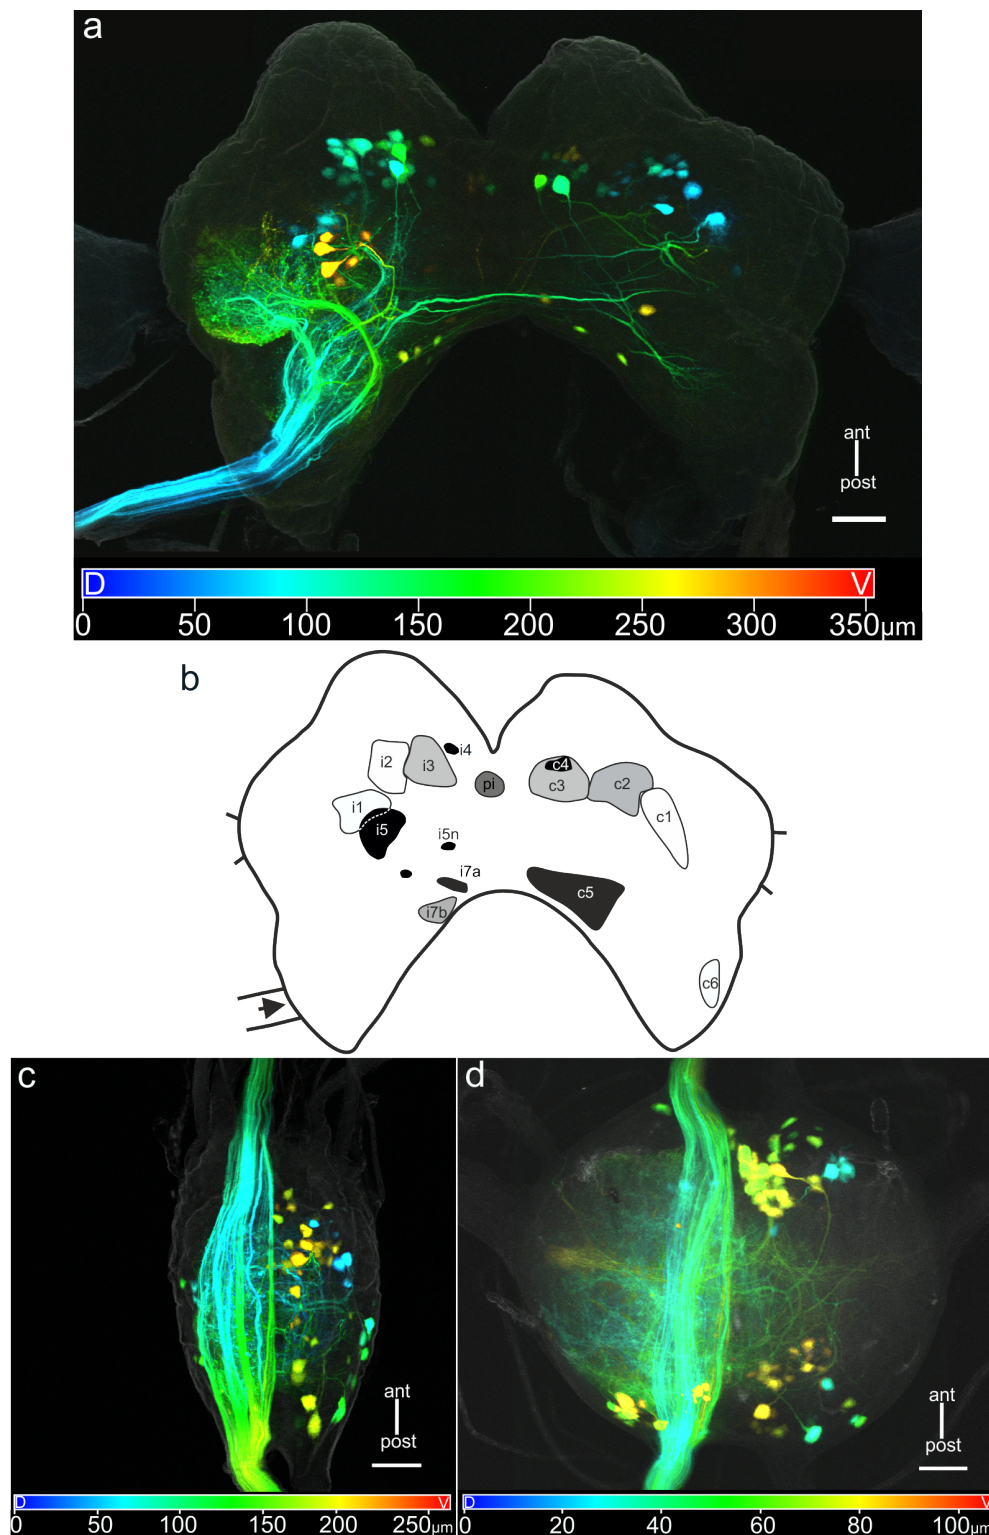 a
ant
post
D V
0 50 100 150 200 250 300 350µm
b
i4
i2 i3 c4
pi c3 c2
i1 c1
i5 i5n
i7a
c5
i7b
c6
c d
ant
post
ant
post
D V
0 50 100 150 200 250µm
D V
0 20 40 60 80 100µm